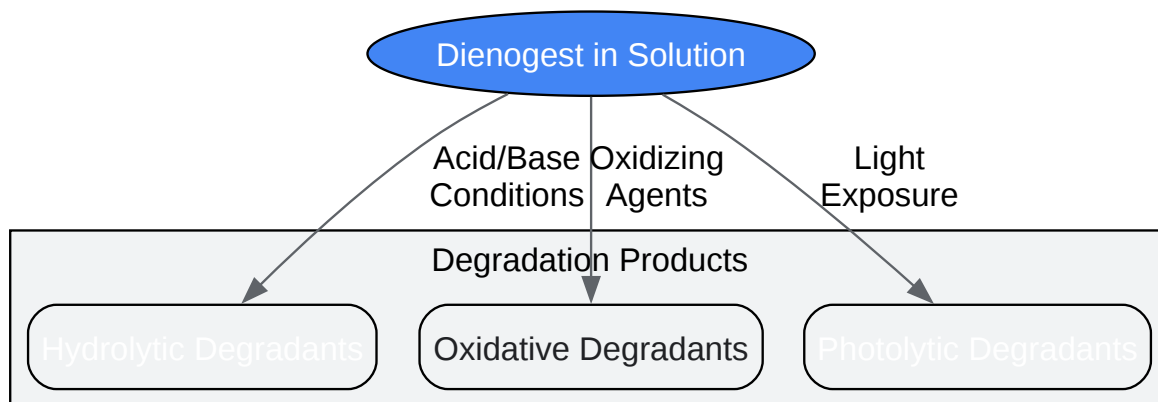 Dienogest in Solution
Acid/Base
Conditions
Oxidizing
Agents
Light
Exposure
Degradation Products
Hydrolytic Degradants
Oxidative Degradants
Photolytic Degradants